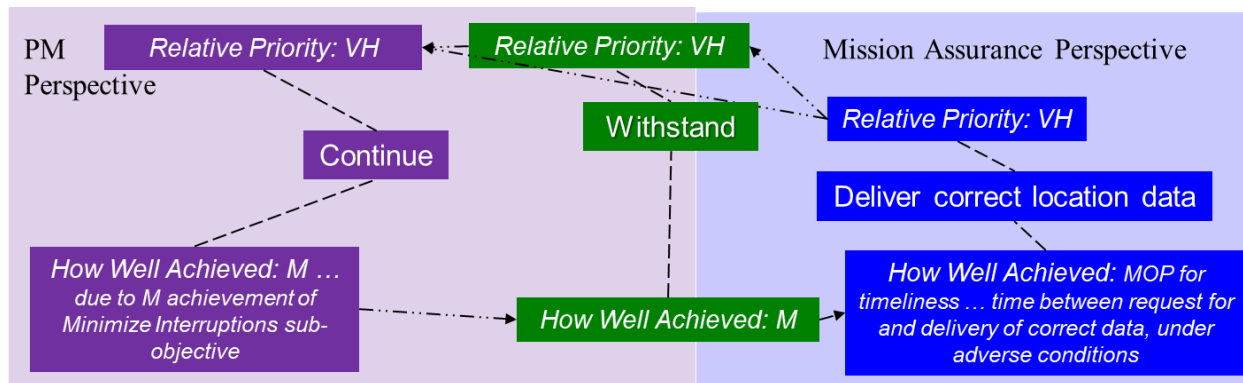 PM
Perspective
Relative Priority: VH
Relative Priority: VH
Mission Assurance Perspective
Relative Priority: VH
Withstand
Continue
Deliver correct location data
How Well Achieved: M …
due to M achievement of
Minimize Interruptions sub-
objective
How Well Achieved: M
How Well Achieved: MOP for
timeliness … time between request for
and delivery of correct data, under
adverse conditions